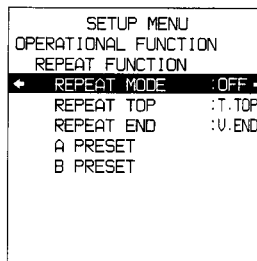 SETUP MENU
OPERATIONAL FUNCTION
REPEAT FUNCTION
← REPEAT MODE :OFF
REPEAT TOP :T.TOP
REPEAT END :V.END
A PRESET
B PRESET